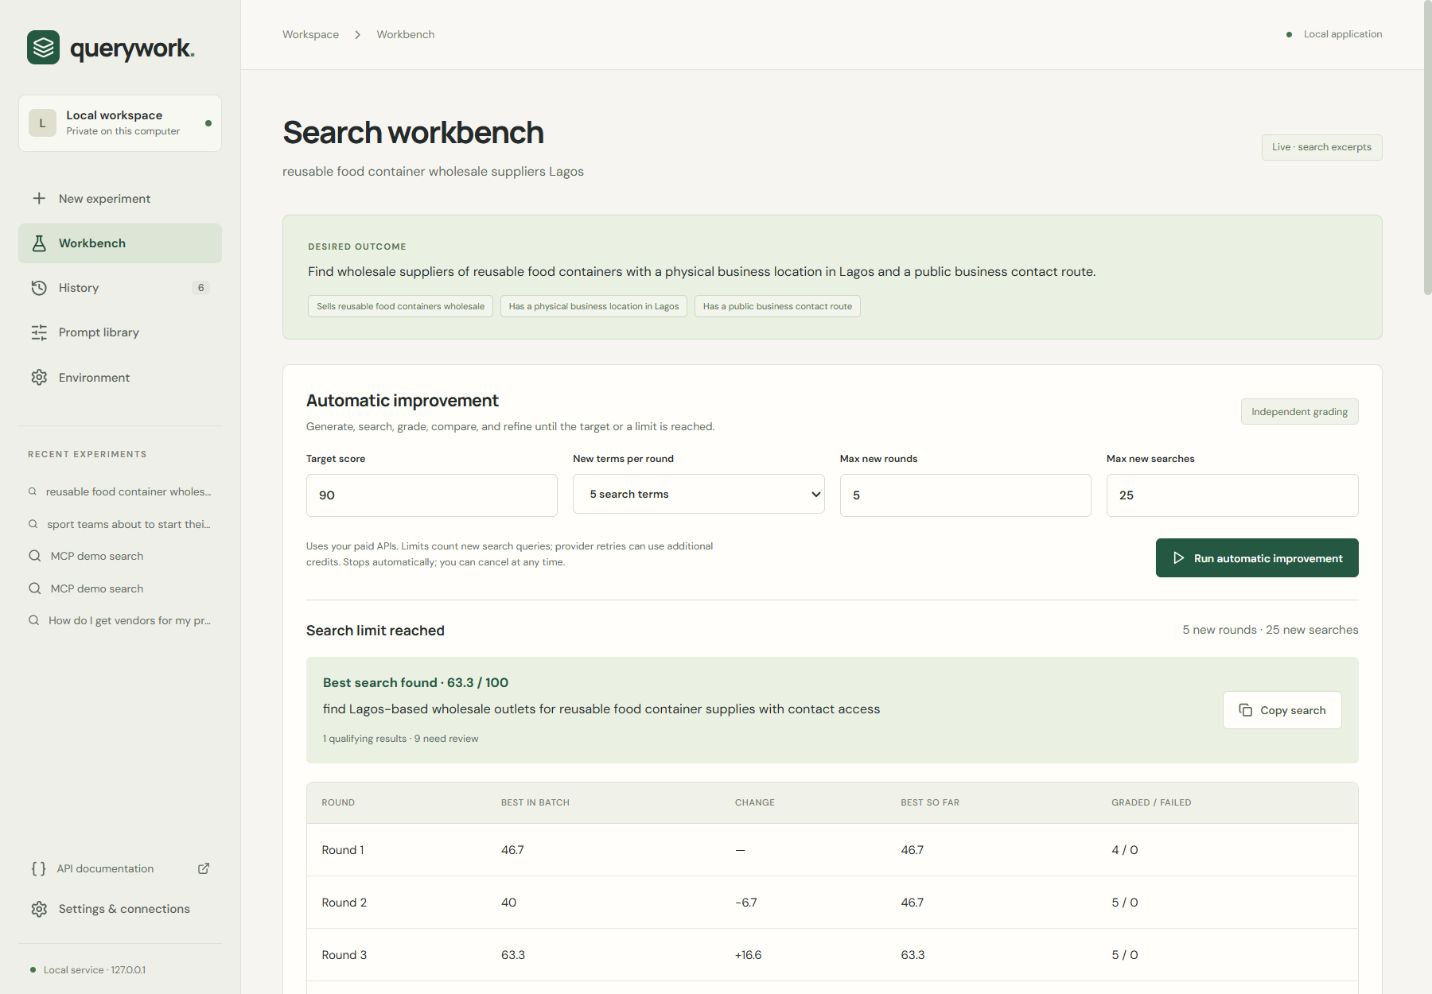 querywork.
L
Local workspace
Private on this computer
New experiment
Workbench
History
6
Prompt library
Environment
RECENT EXPERIMENTS
reusable food container wholes...
sport teams about to start thei...
MCP demo search
MCP demo search
How do I get vendors for my pr...
{ } API documentation
Settings & connections
Local service · 127.0.0.1
Workspace > Workbench
Local application
Search workbench
reusable food container wholesale suppliers Lagos
Live · search excerpts
DESIRED OUTCOME
Find wholesale suppliers of reusable food containers with a physical business location in Lagos and a public business contact route.
Sells reusable food containers wholesale
Has a physical business location in Lagos
Has a public business contact route
Automatic improvement
Generate, search, grade, compare, and refine until the target or a limit is reached.
Independent grading
Target score
New terms per round
Max new rounds
Max new searches
90
5 search terms
5
25
Uses your paid APIs. Limits count new search queries; provider retries can use additional
credits. Stops automatically; you can cancel at any time.
Run automatic improvement
Search limit reached
5 new rounds · 25 new searches
Best search found · 63.3 / 100
find Lagos-based wholesale outlets for reusable food container supplies with contact access
1 qualifying results · 9 need review
Copy search
ROUND BEST IN BATCH CHANGE BEST SO FAR GRADED / FAILED
Round 1 46.7 — 46.7 4 / 0
Round 2 40 -6.7 46.7 5 / 0
Round 3 63.3 +16.6 63.3 5 / 0